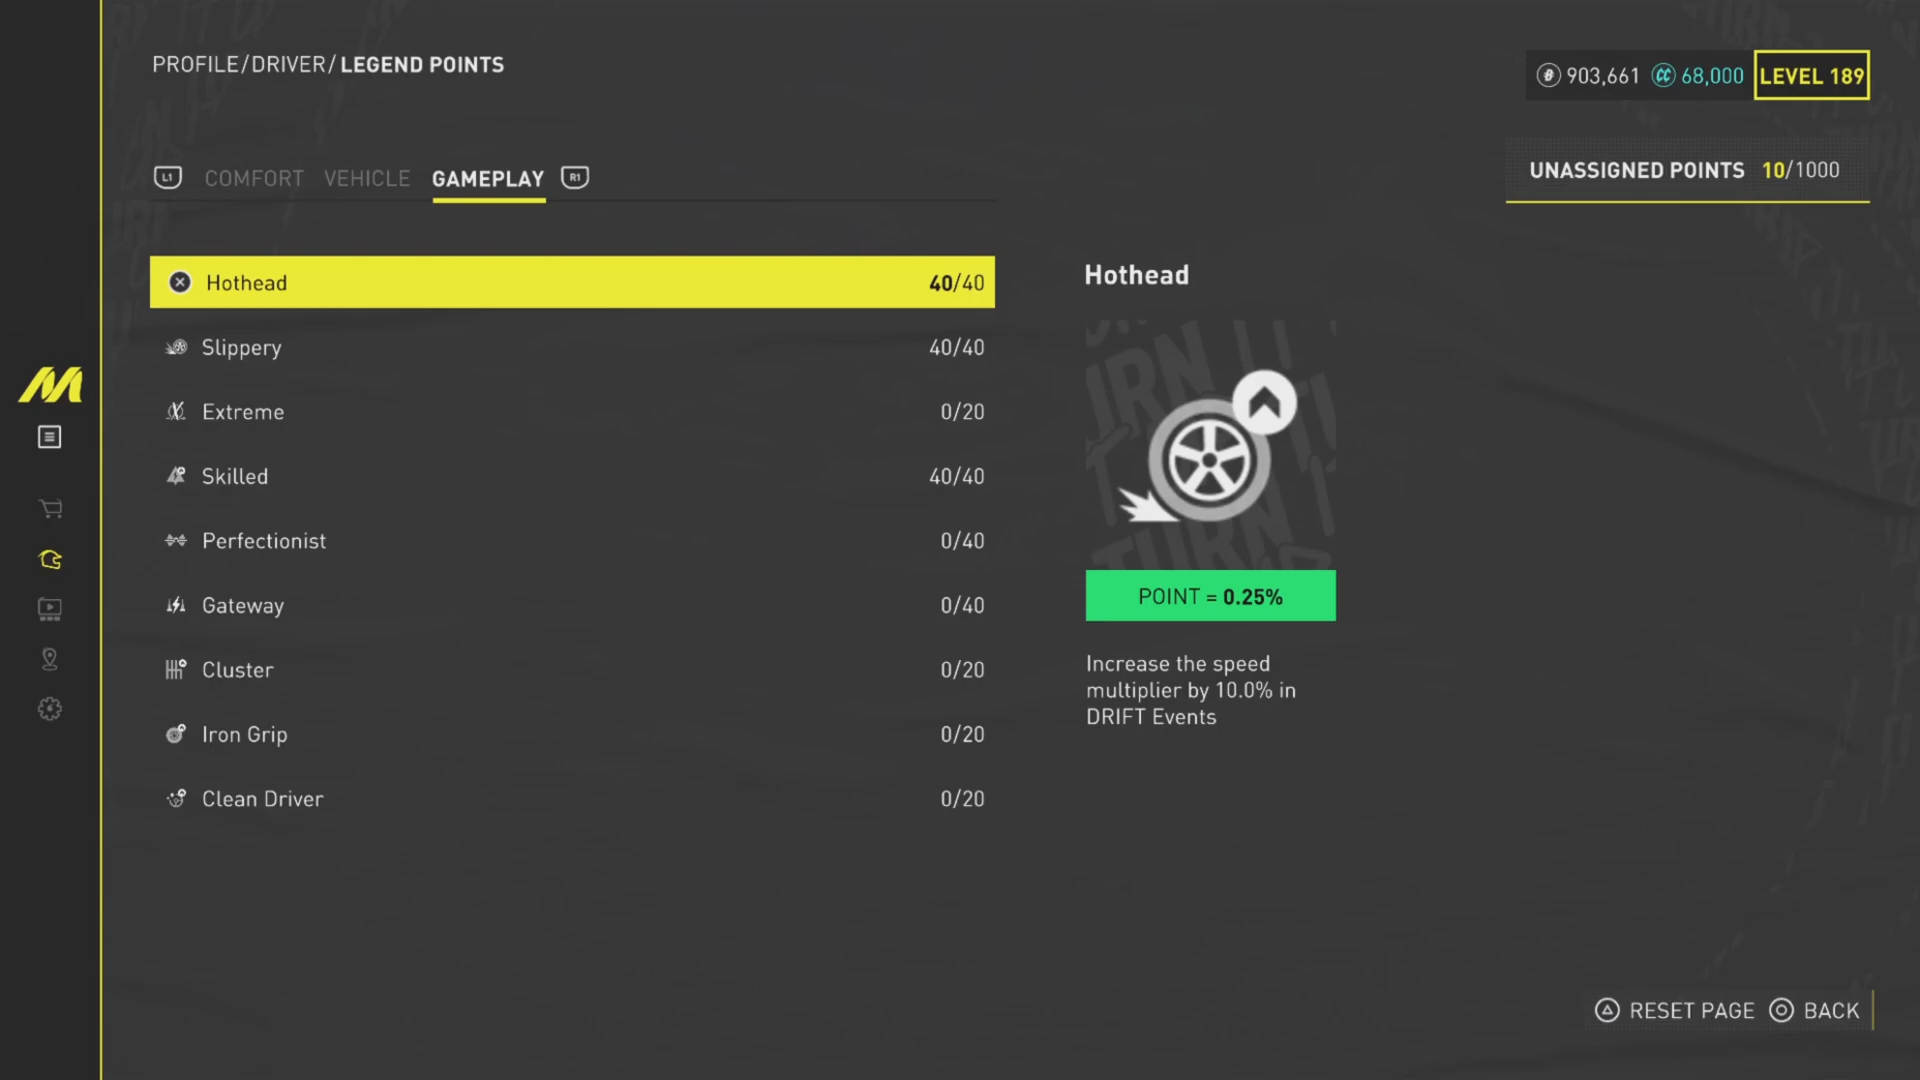 PROFILE/DRIVER/LEGEND POINTS
903,661 68,000 LEVEL 189
L1 COMFORT VEHICLE GAMEPLAY R1
UNASSIGNED POINTS 10/1000
Hothead 40/40
Slippery 40/40
Extreme 0/20
Skilled 40/40
Perfectionist 0/40
Gateway 0/40
Cluster 0/20
Iron Grip 0/20
Clean Driver 0/20
Hothead
POINT = 0.25%
Increase the speed
multiplier by 10.0% in
DRIFT Events
RESET PAGE BACK